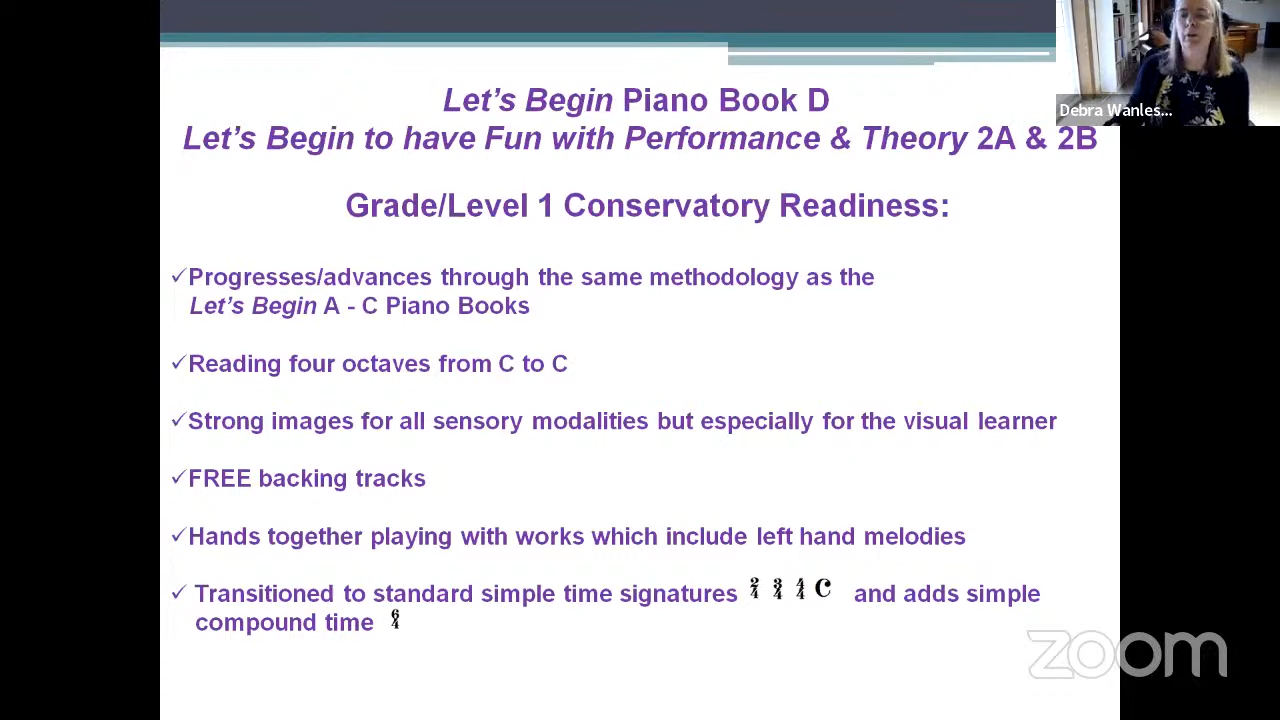 Let's Begin Piano Book D
Let's Begin to have Fun with Performance & Theory 2A & 2B
Grade/Level 1 Conservatory Readiness:
✓Progresses/advances through the same methodology as the
Let's Begin A - C Piano Books
✓Reading four octaves from C to C
✓Strong images for all sensory modalities but especially for the visual learner
✓FREE backing tracks
✓Hands together playing with works which include left hand melodies
✓ Transitioned to standard simple time signatures 2/4 3/4 4/4 C and adds simple
compound time 6/4
Debra Wanles...
zoom